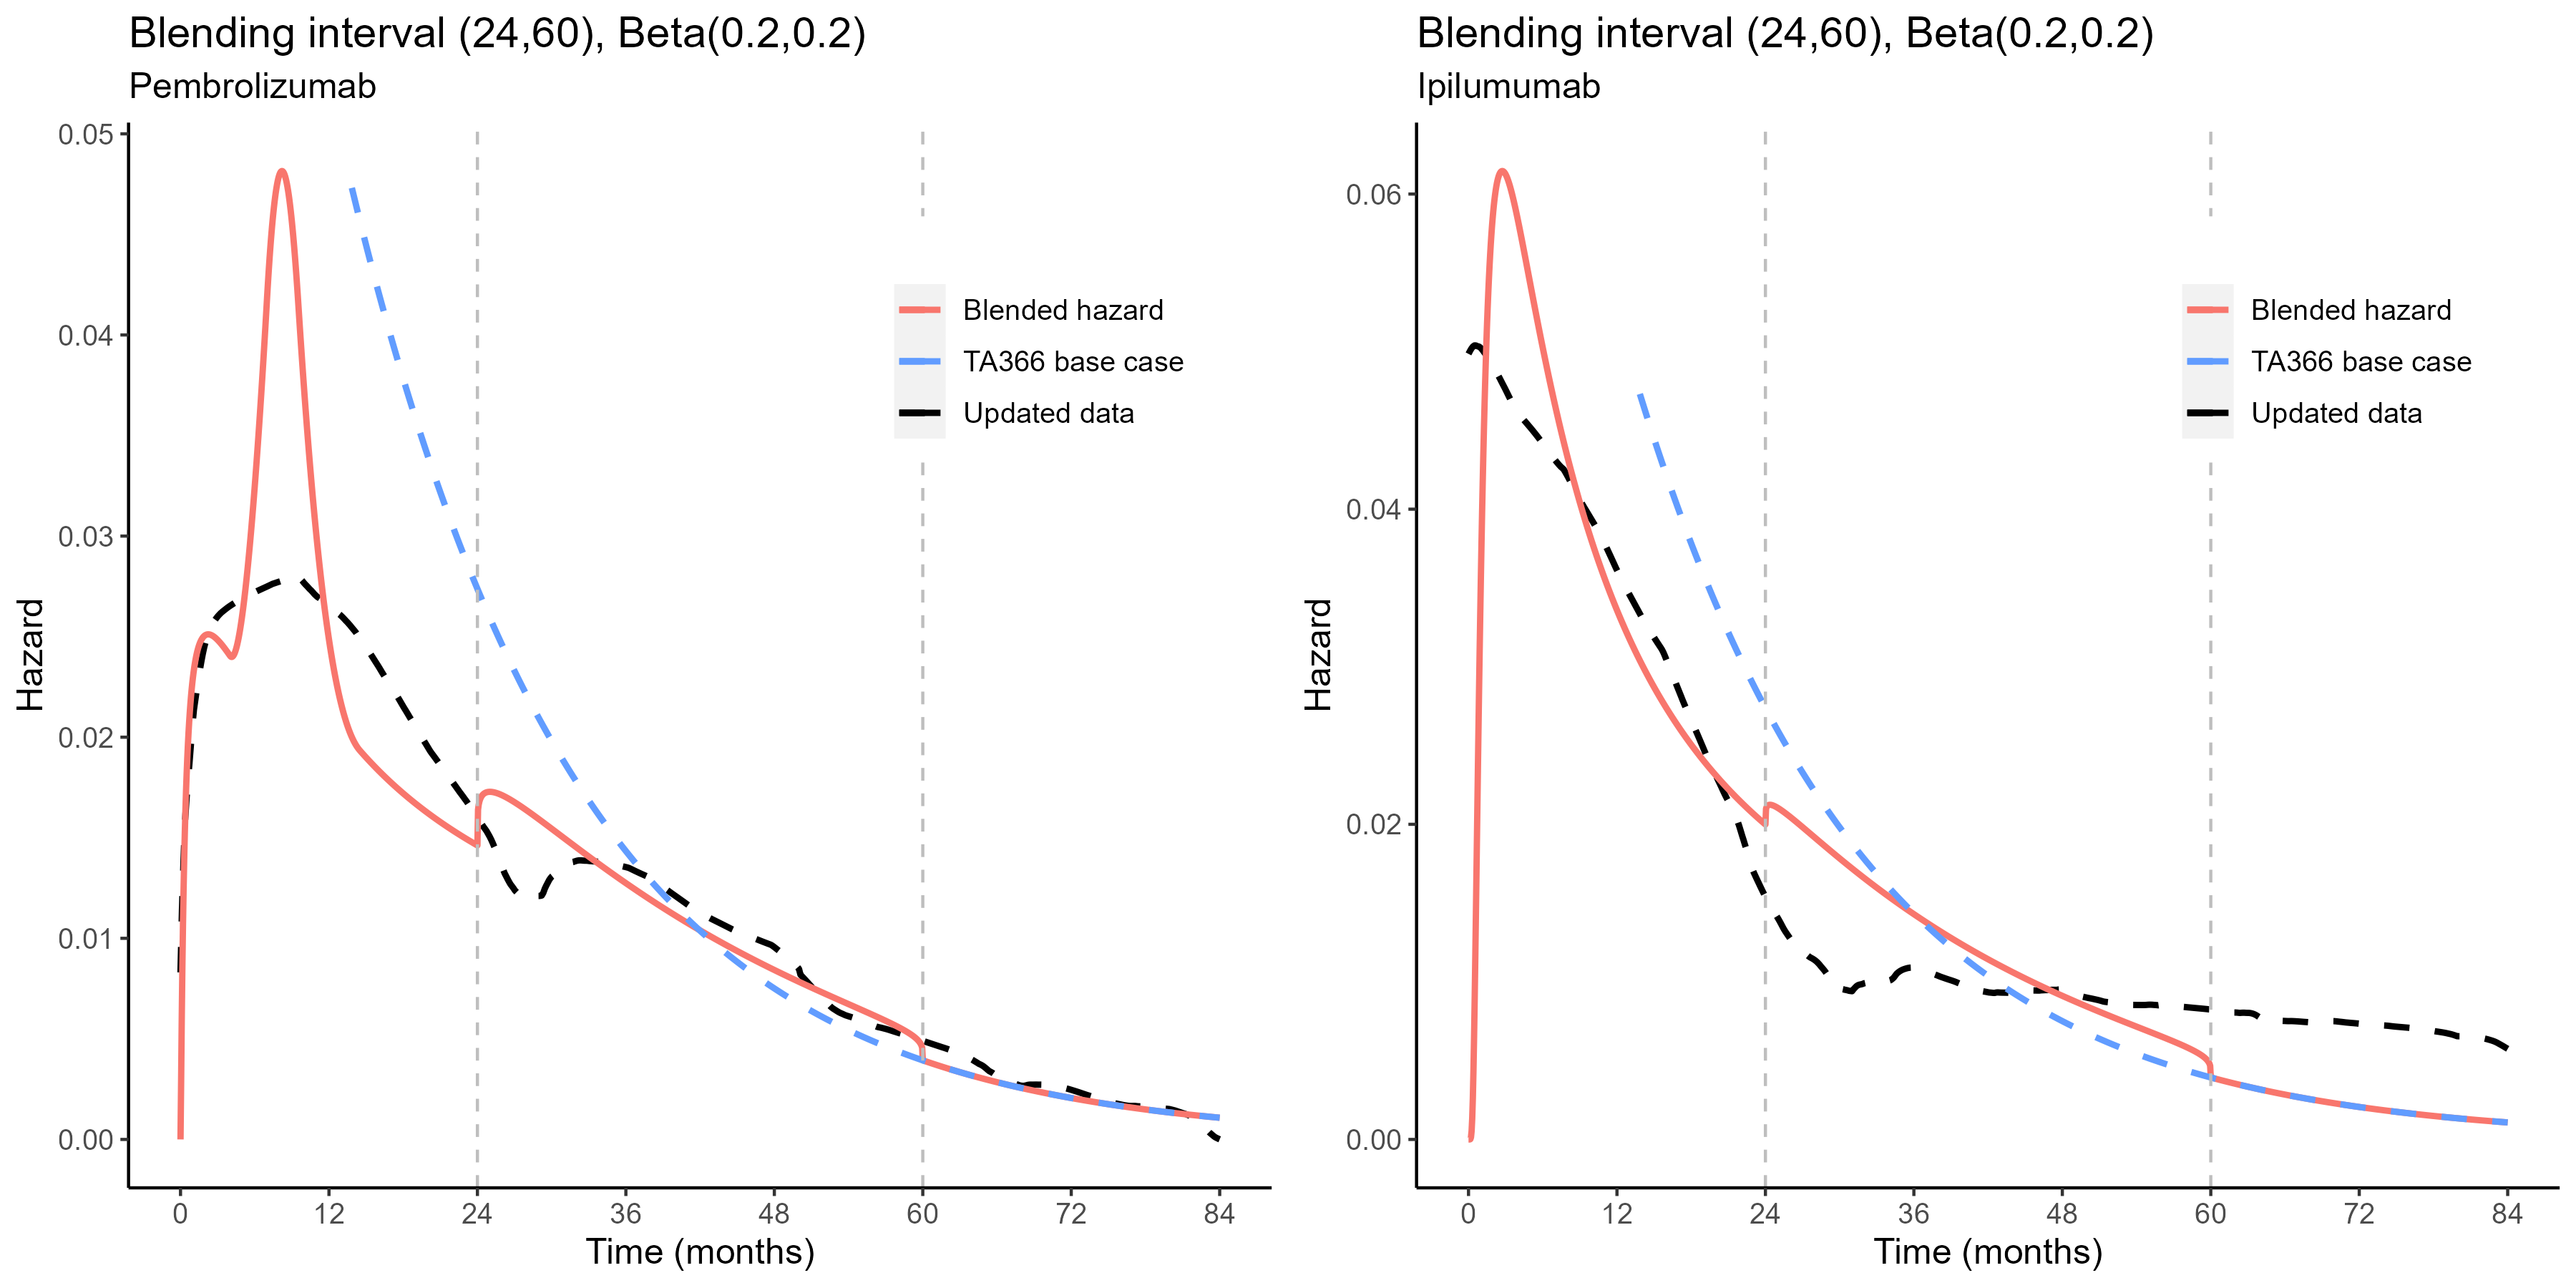 Blending interval (24,60), Beta(0.2,0.2)
Pembrolizumab
0.05
0.04
0.03
0.02
0.01
0.00
Hazard
Blended hazard
TA366 base case
Updated data
0 12 24 36 48 60 72 84
Time (months)
Blending interval (24,60), Beta(0.2,0.2)
Ipilumumab
0.06
0.04
0.02
0.00
Hazard
Blended hazard
TA366 base case
Updated data
0 12 24 36 48 60 72 84
Time (months)